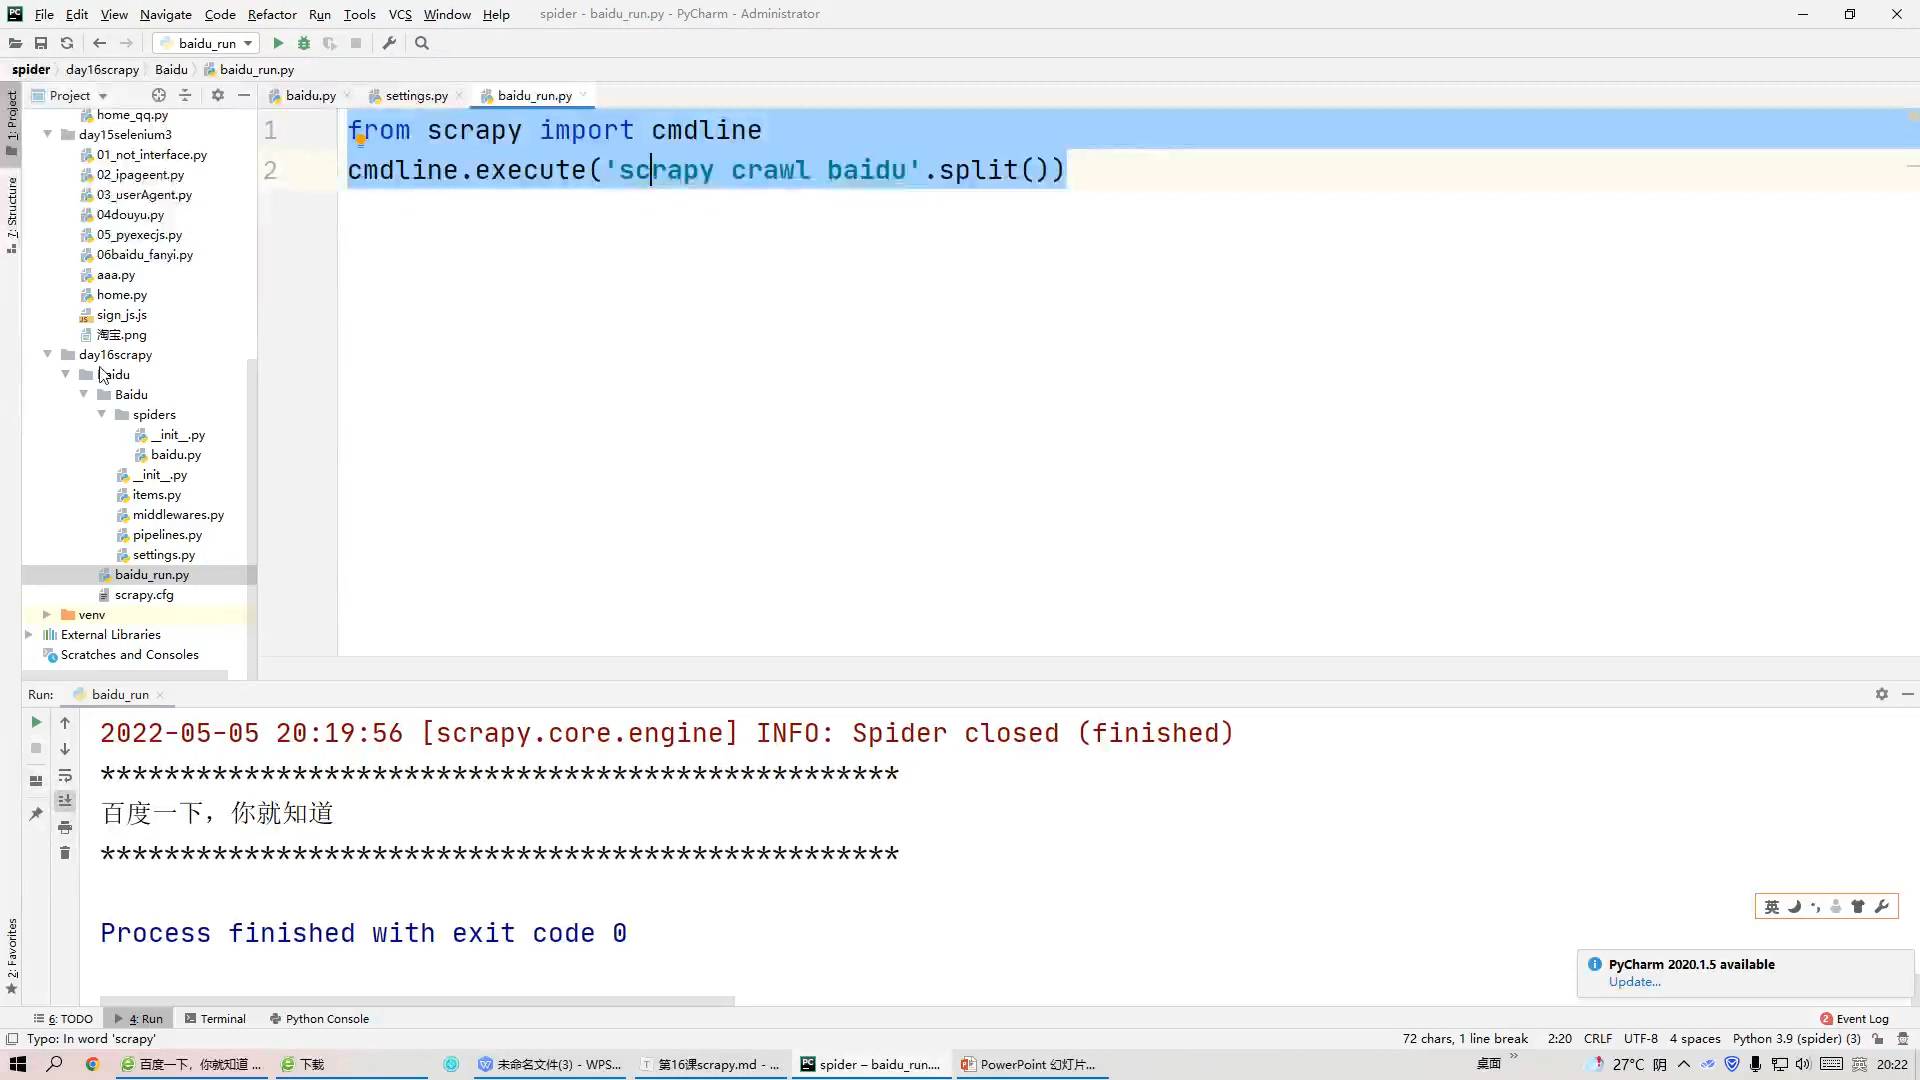 File Edit View Navigate Code Refactor Run Tools VCS Window Help spider - baidu_run.py - PyCharm - Administrator
baidu_run
spider day16scrapy Baidu baidu_run.py
1: Project
7: Structure
2: Favorites
Project
baidu.py settings.py baidu_run.py
home_qq.py
day15selenium3
01_not_interface.py
02_ipageent.py
03_userAgent.py
04douyu.py
05_pyexecjs.py
06baidu_fanyi.py
aaa.py
home.py
sign_js.js
淘宝.png
day16scrapy
Baidu
Baidu
spiders
__init__.py
baidu.py
__init__.py
items.py
middlewares.py
pipelines.py
settings.py
baidu_run.py
scrapy.cfg
venv
External Libraries
Scratches and Consoles
1 from scrapy import cmdline
2 cmdline.execute('scrapy crawl baidu'.split())
Run: baidu_run
2022-05-05 20:19:56 [scrapy.core.engine] INFO: Spider closed (finished)
**************************************************
百度一下，你就知道
**************************************************
Process finished with exit code 0
英
PyCharm 2020.1.5 available
Update...
6: TODO 4: Run Terminal Python Console 2 Event Log
Typo: In word 'scrapy' 72 chars, 1 line break 2:20 CRLF UTF-8 4 spaces Python 3.9 (spider) (3)
百度一下，你就知道 ... 下载 未命名文件(3) - WPS... 第16课scrapy.md - ... spider – baidu_run.... PowerPoint 幻灯片... 桌面 27°C 阴 英 20:22